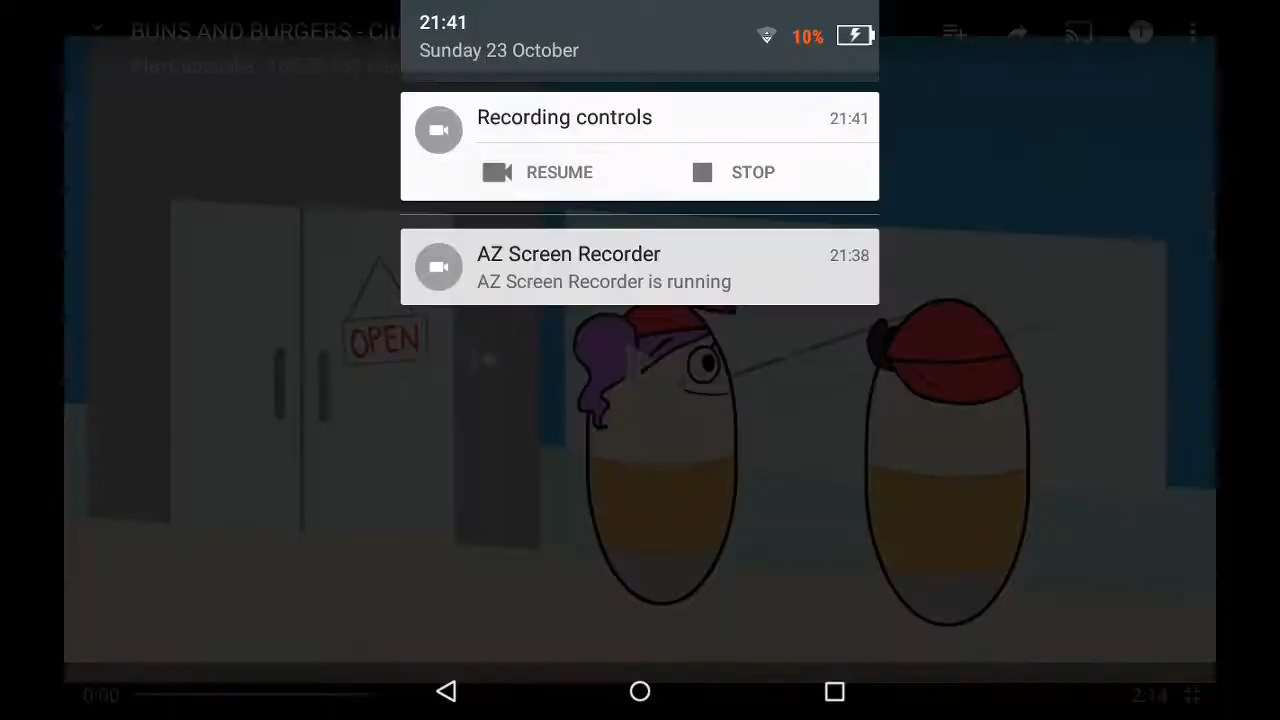 BUNS AND BURGERS - Cit
21:41
Sunday 23 October
10%
Recording controls
21:41
RESUME
STOP
AZ Screen Recorder
21:38
AZ Screen Recorder is running
OPEN
0:00
2:14